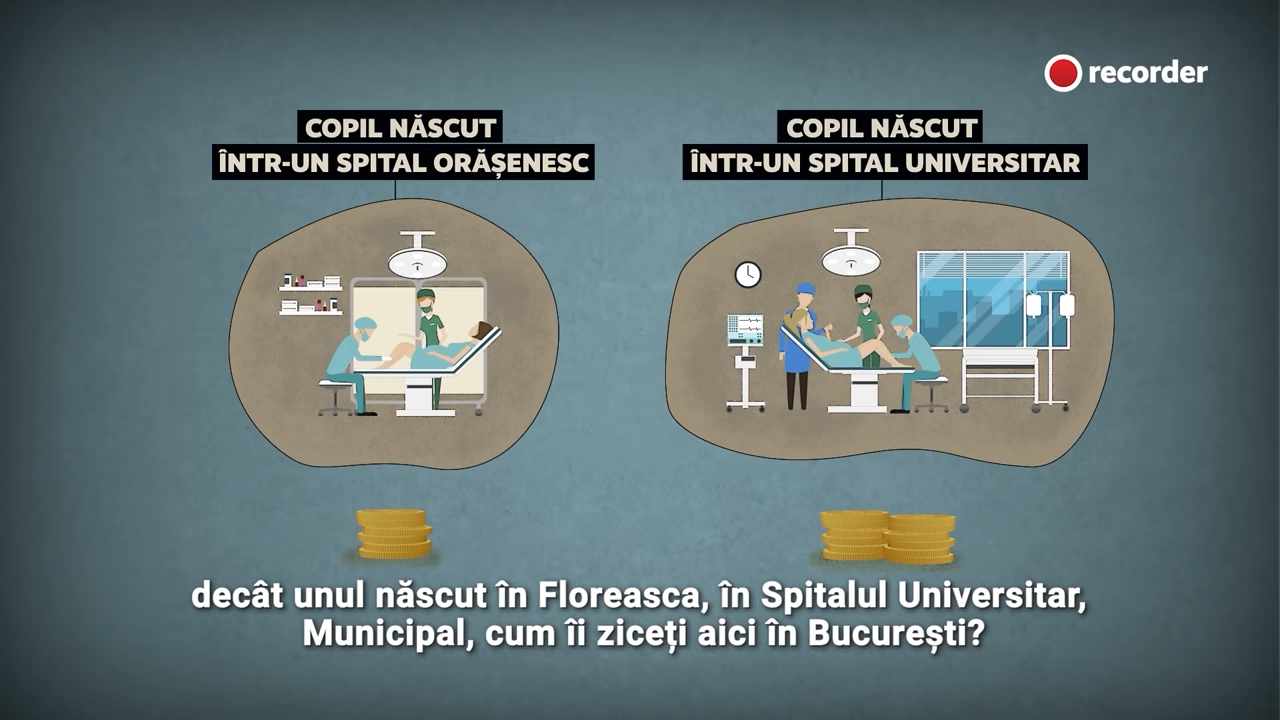 recorder
COPIL NĂSCUT
ÎNTR-UN SPITAL ORĂȘENESC
COPIL NĂSCUT
ÎNTR-UN SPITAL UNIVERSITAR
decât unul născut în Floreasca, în Spitalul Universitar,
Municipal, cum îi ziceți aici în București?